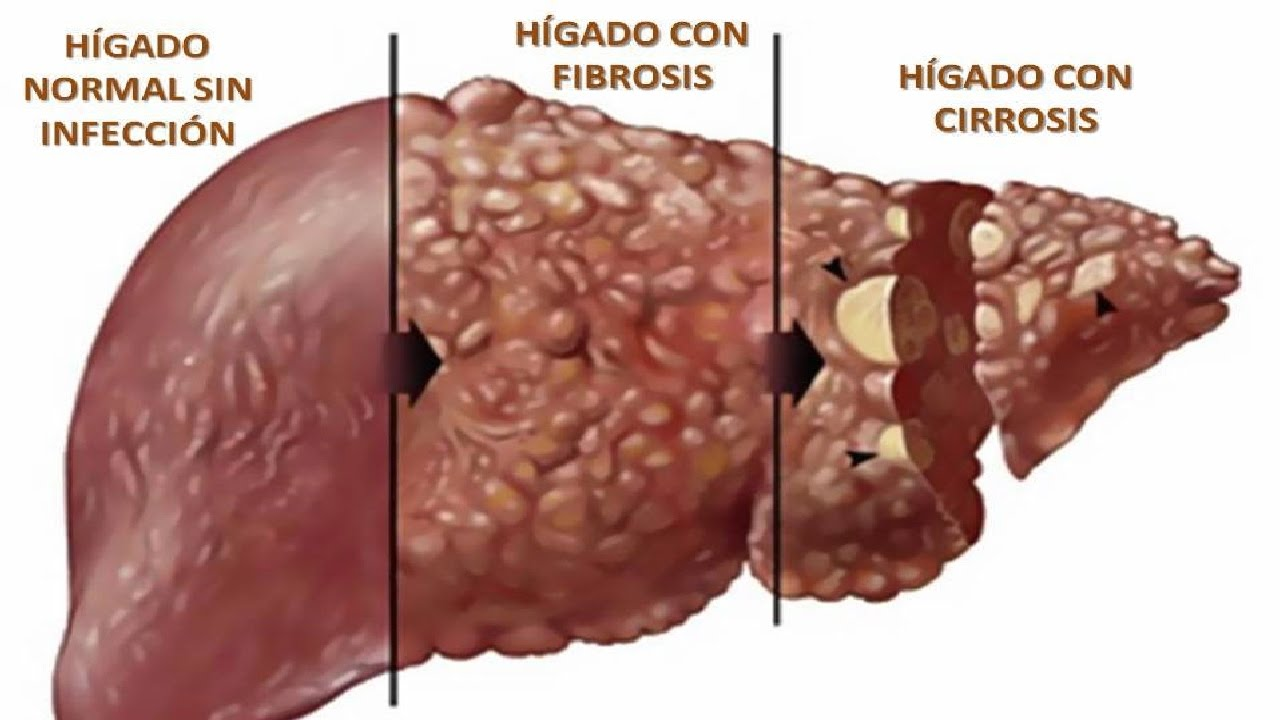 HÍGADO
NORMAL SIN
INFECCIÓN
HÍGADO CON
FIBROSIS
HÍGADO CON
CIRROSIS